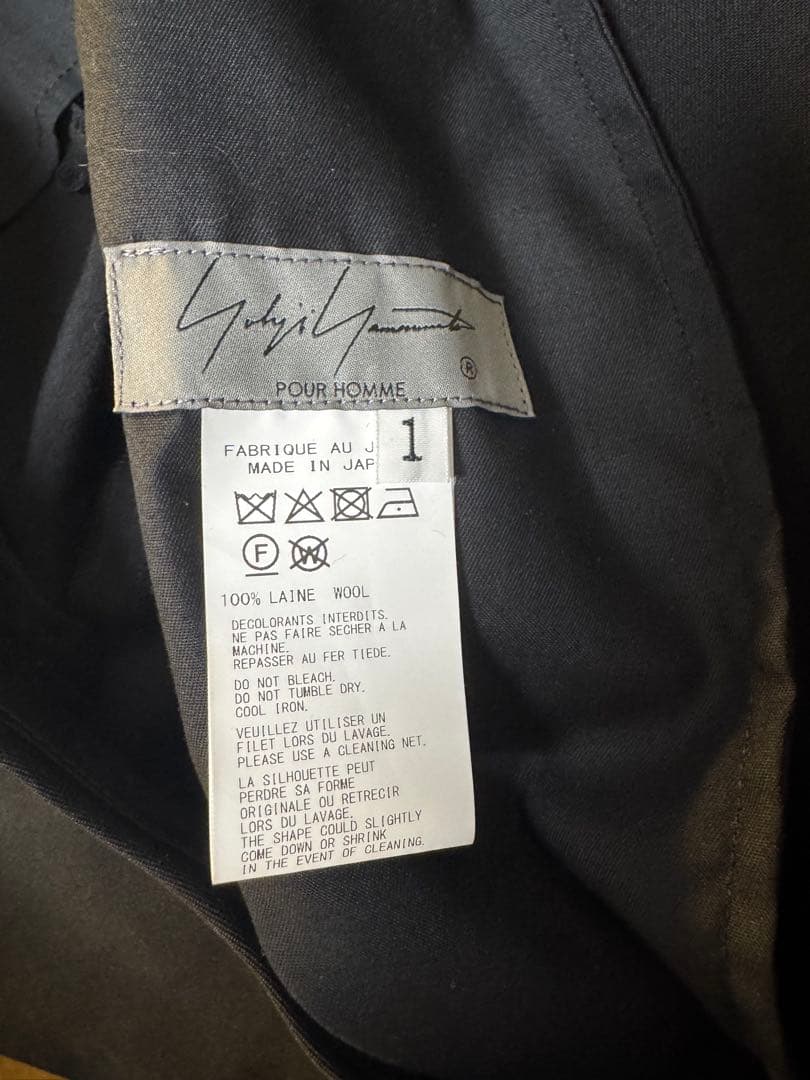 Yohji Yamamoto
®
POUR HOMME
1
FABRIQUE AU J
MADE IN JAP
F
W
100% LAINE WOOL
DECOLORANTS INTERDITS.
NE PAS FAIRE SECHER A LA
MACHINE.
REPASSER AU FER TIEDE.
DO NOT BLEACH.
DO NOT TUMBLE DRY.
COOL IRON.
VEUILLEZ UTILISER UN
FILET LORS DU LAVAGE.
PLEASE USE A CLEANING NET.
LA SILHOUETTE PEUT
PERDRE SA FORME
ORIGINALE OU RETRECIR
LORS DU LAVAGE.
THE SHAPE COULD SLIGHTLY
COME DOWN OR SHRINK
IN THE EVENT OF CLEANING.